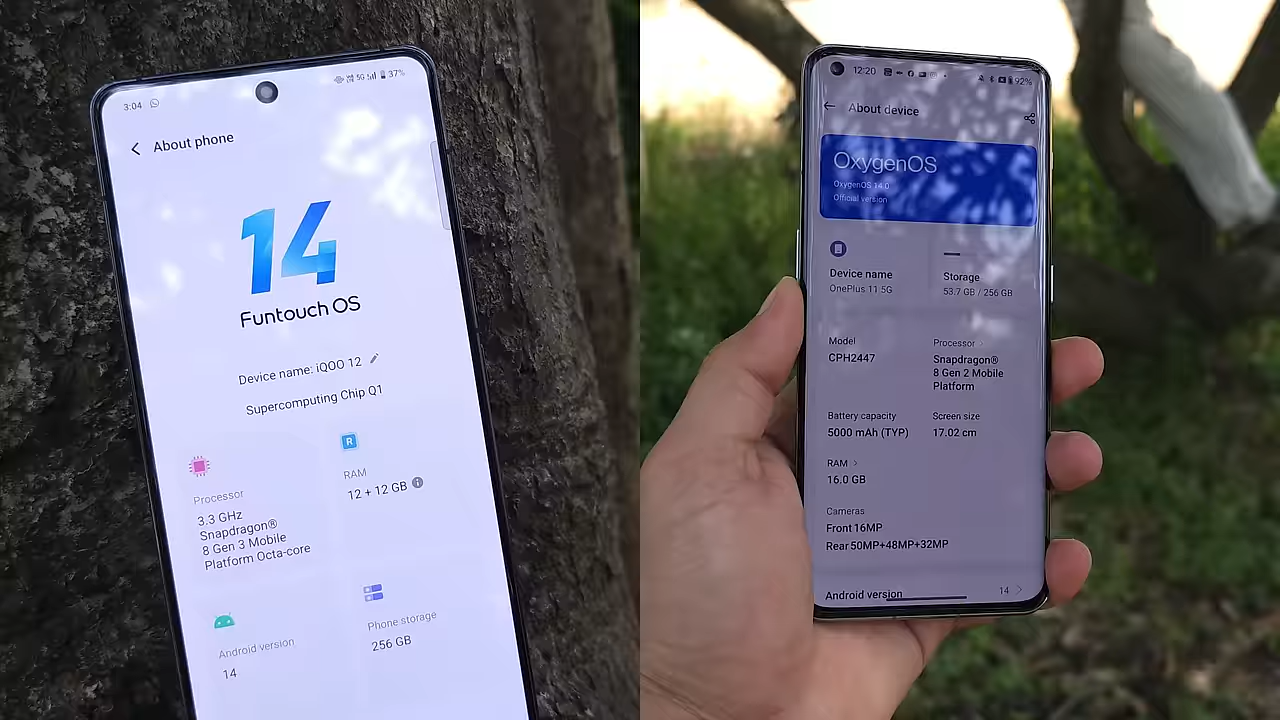 3:04
5G
37%
About phone
14
Funtouch OS
Device name: iQOO 12
Supercomputing Chip Q1
R
Processor
3.3 GHz
Snapdragon®
8 Gen 3 Mobile
Platform Octa-core
RAM
12 + 12 GB
Android version
14
Phone storage
256 GB
12:20
92%
About device
OxygenOS
OxygenOS 14.0
Official version
Device name
OnePlus 11 5G
Storage
53.7 GB / 256 GB
Model
CPH2447
Processor
Snapdragon®
8 Gen 2 Mobile
Platform
Battery capacity
5000 mAh (TYP)
Screen size
17.02 cm
RAM
16.0 GB
Cameras
Front 16MP
Rear 50MP+48MP+32MP
Android version
14